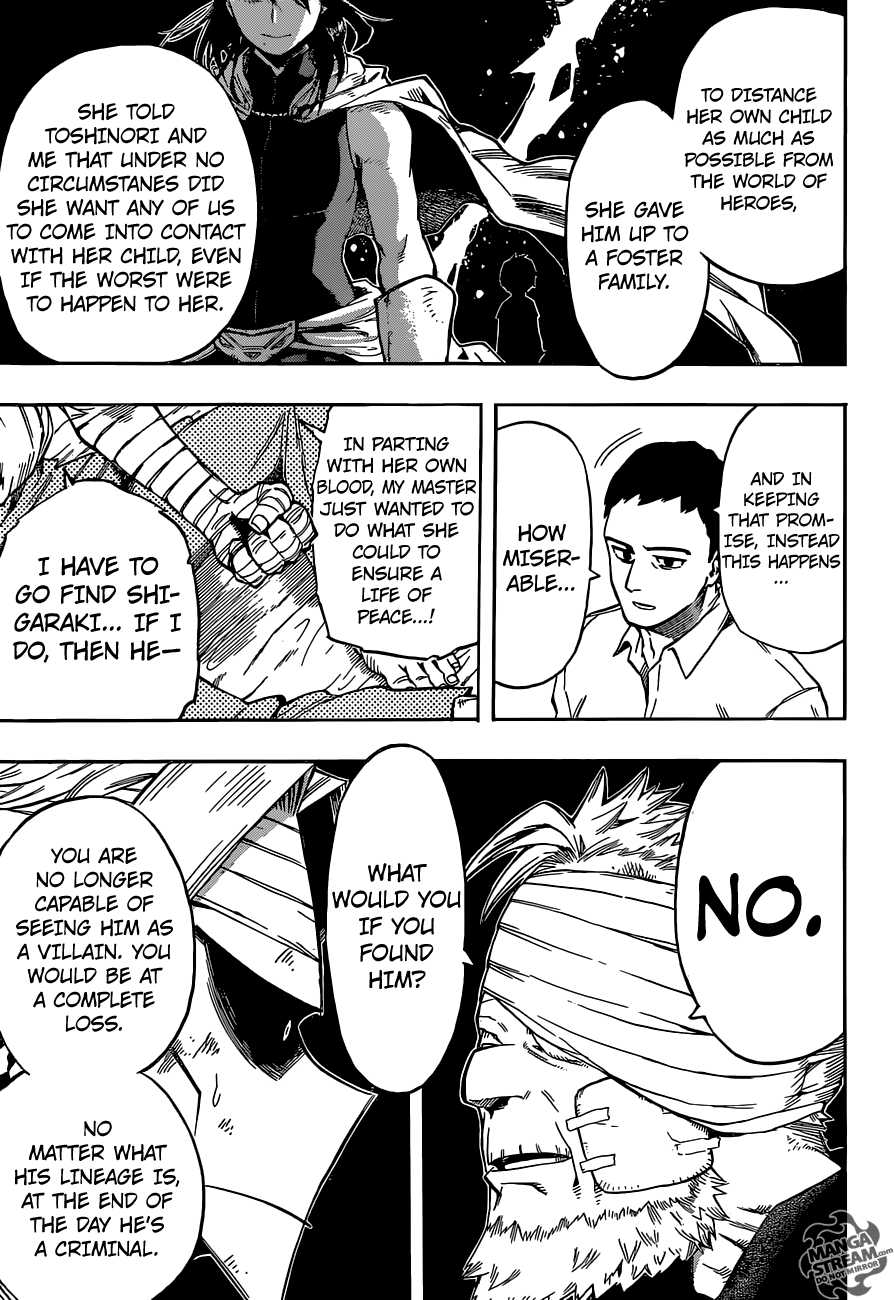 TO DISTANCE
HER OWN CHILD
AS MUCH AS
POSSIBLE FROM
THE WORLD OF
HEROES,
SHE GAVE
HIM UP TO
A FOSTER
FAMILY.
SHE TOLD
TOSHINORI AND
ME THAT UNDER NO
CIRCUMSTANES DID
SHE WANT ANY OF US
TO COME INTO CONTACT
WITH HER CHILD, EVEN
IF THE WORST WERE
TO HAPPEN TO HER.
AND IN
KEEPING
THAT PROM-
ISE, INSTEAD
THIS HAPPENS
...
HOW
MISER-
ABLE...
IN PARTING
WITH HER OWN
BLOOD, MY MASTER
JUST WANTED TO
DO WHAT SHE
COULD TO
ENSURE A
LIFE OF
PEACE...!
I HAVE TO
GO FIND SHI-
GARAKI... IF I
DO, THEN HE—
NO.
WHAT
WOULD YOU
IF YOU
FOUND
HIM?
YOU ARE
NO LONGER
CAPABLE OF
SEEING HIM AS
A VILLAIN. YOU
WOULD BE AT
A COMPLETE
LOSS.
NO
MATTER WHAT
HIS LINEAGE IS,
AT THE END OF
THE DAY HE'S
A CRIMINAL.
MANGA
STREAM.com
DO NOT MIRROR